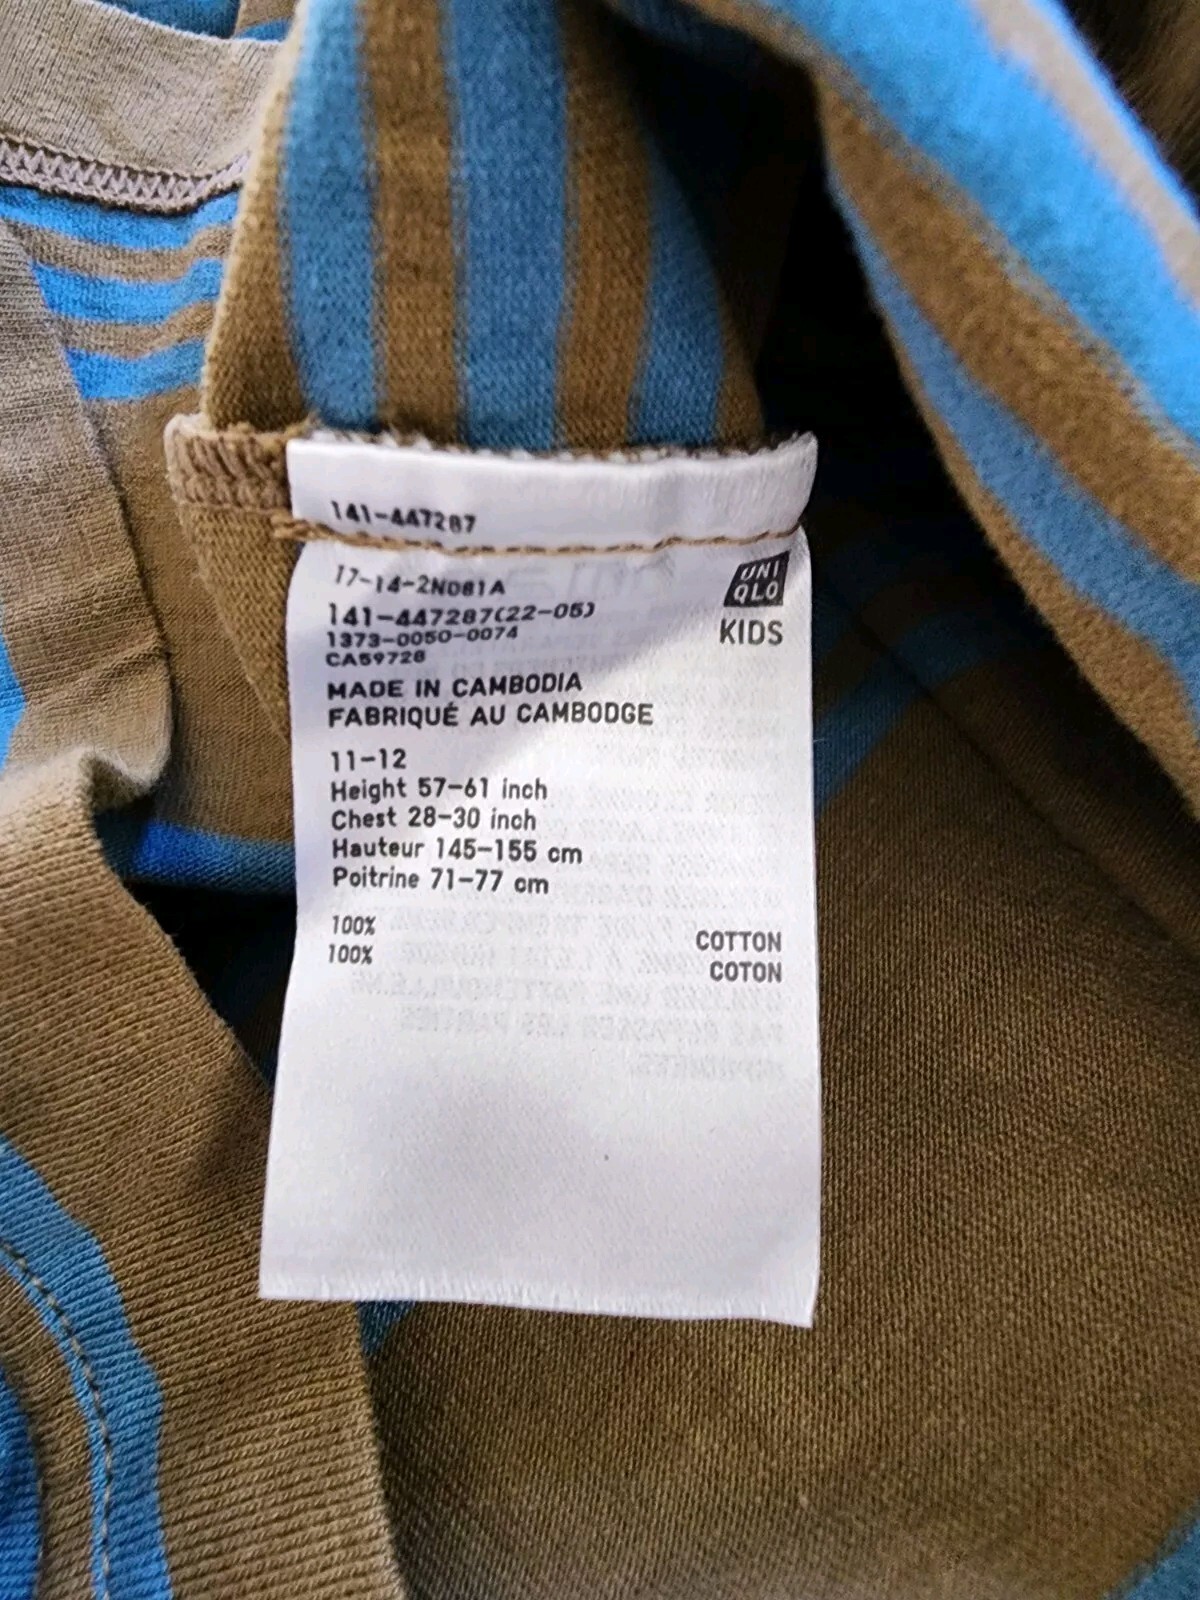 141-447287
17-14-2N081A
141-447287(22-05)
1373-0050-0074
CA59728
UNI
QLO
KIDS
MADE IN CAMBODIA
FABRIQUÉ AU CAMBODGE
11-12
Height 57-61 inch
Chest 28-30 inch
Hauteur 145-155 cm
Poitrine 71-77 cm
100% COTTON
100% COTON